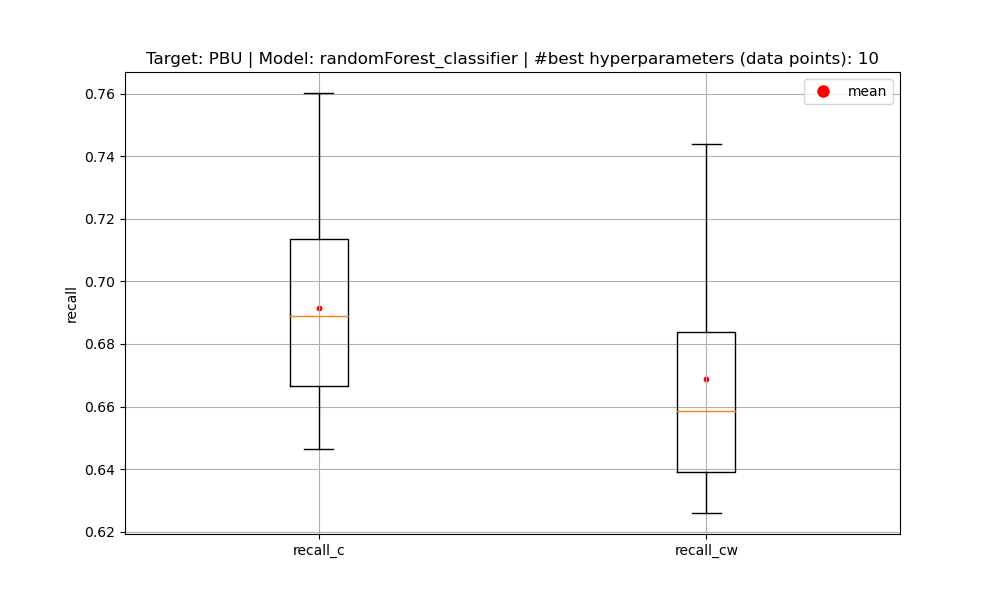 Target: PBU | Model: randomForest_classifier | #best hyperparameters (data points): 10
mean
0.76
0.74
0.72
0.70
0.68
0.66
0.64
0.62
recall
recall_c
recall_cw